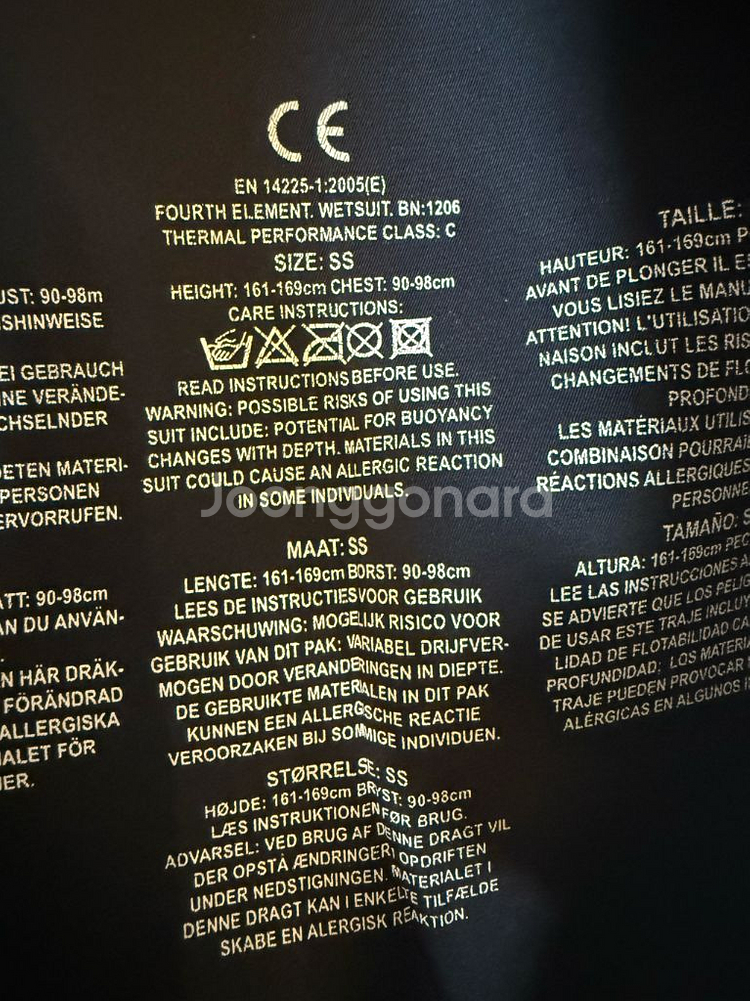 CE
EN 14225-1:2005(E)
FOURTH ELEMENT. WETSUIT. BN:1206
THERMAL PERFORMANCE CLASS: C
SIZE: SS
HEIGHT: 161-169cm CHEST: 90-98cm
CARE INSTRUCTIONS:
READ INSTRUCTIONS BEFORE USE.
WARNING: POSSIBLE RISKS OF USING THIS
SUIT INCLUDE: POTENTIAL FOR BUOYANCY
CHANGES WITH DEPTH. MATERIALS IN THIS
SUIT COULD CAUSE AN ALLERGIC REACTION
IN SOME INDIVDUALS.
MAAT: SS
LENGTE: 161-169cm BORST: 90-98cm
LEES DE INSTRUCTIES VOOR GEBRUIK
WAARSCHUWING: MOGELIJK RISICO VOOR
GEBRUIK VAN DIT PAK: VARIABEL DRIJFVER-
MOGEN DOOR VERANDERINGEN IN DIEPTE.
DE GEBRUIKTE MATERIALEN IN DIT PAK
KUNNEN EEN ALLERGISCHE REACTIE
VEROORZAKEN BIJ SOMMIGE INDIVIDUEN.
STØRRELSE: SS
HØJDE: 161-169cm BRYST: 90-98cm
LÆS INSTRUKTIONEN FØR BRUG.
ADVARSEL: VED BRUG AF DENNE DRAGT VIL
DER OPSTÅ ÆNDRINGER I OPDRIFTEN
UNDER NEDSTIGNINGEN. MATERIALET I
DENNE DRAGT KAN I ENKELTE TILFÆLDE
SKABE EN ALERGISK REAKTION.
UST: 90-98m
SHINWEISE
EI GEBRAUCH
NE VERÄNDE-
CHSELNDER
DETEN MATERI-
PERSONEN
ERVORRUFEN.
ATT: 90-98cm
AN DU ANVÄN-
N HÄR DRÄK-
FÖRÄNDRAD
ALLERGISKA
IALET FÖR
ER.
TAILLE:
HAUTEUR: 161-169cm P
AVANT DE PLONGER IL ES
VOUS LISIEZ LE MANU
ATTENTION! L'UTILISATIO
NAISON INCLUT LES RIS
CHANGEMENTS DE FLO
PROFOND
LES MATÉRIAUX UTILIS
COMBINAISON POURRAI
RÉACTIONS ALLERGIQUES
PERSONNE
TAMAÑO: S
ALTURA: 161-169cm PEC
LEE LAS INSTRUCCIONES A
SE ADVIERTE QUE LOS PELI
DE USAR ESTE TRAJE INCLUY
LIDAD DE FLOTABILIDAD CA
PROFUNDIDAD; LOS MATERI
TRAJE PUEDEN PROVOCAR
ALÉRGICAS EN ALGUNOS I
Joonggonara